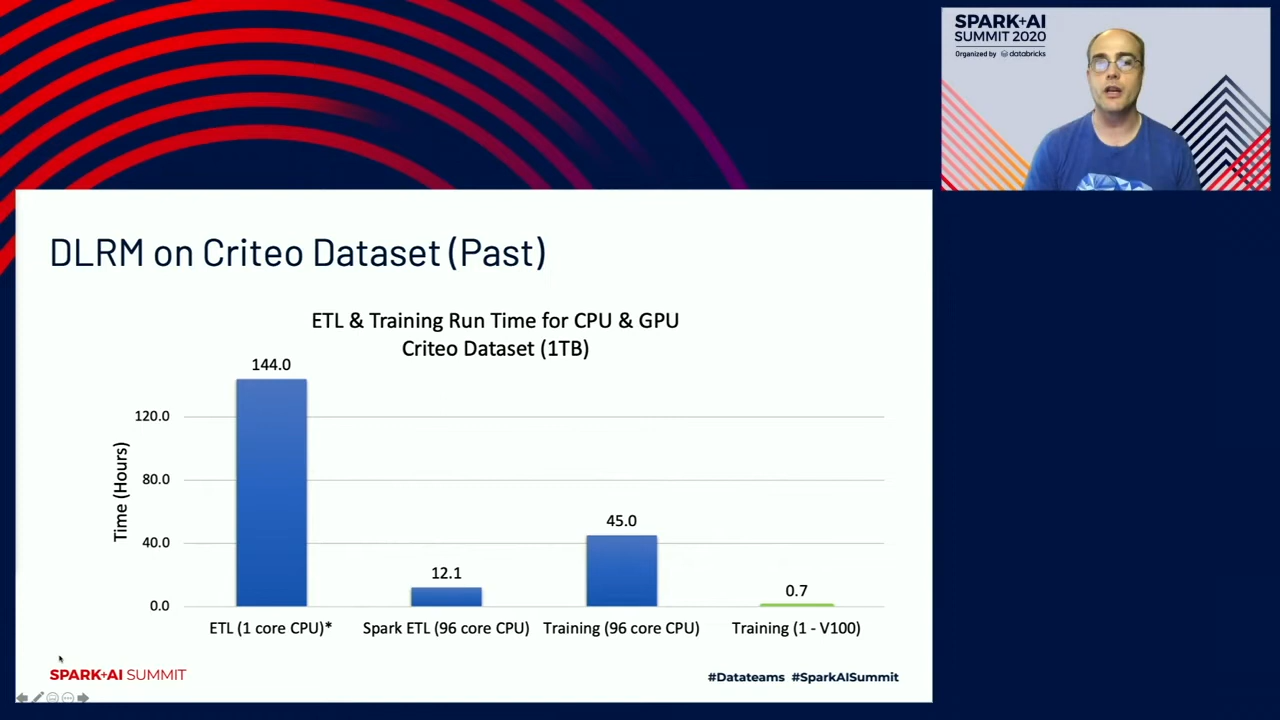 SPARK+AI
SUMMIT 2020
Organized by databricks
DLRM on Criteo Dataset (Past)
ETL & Training Run Time for CPU & GPU
Criteo Dataset (1TB)
144.0
120.0
80.0
40.0
0.0
Time (Hours)
12.1
45.0
0.7
ETL (1 core CPU)*
Spark ETL (96 core CPU)
Training (96 core CPU)
Training (1 - V100)
SPARK+AI SUMMIT
#Datateams #SparkAISummit